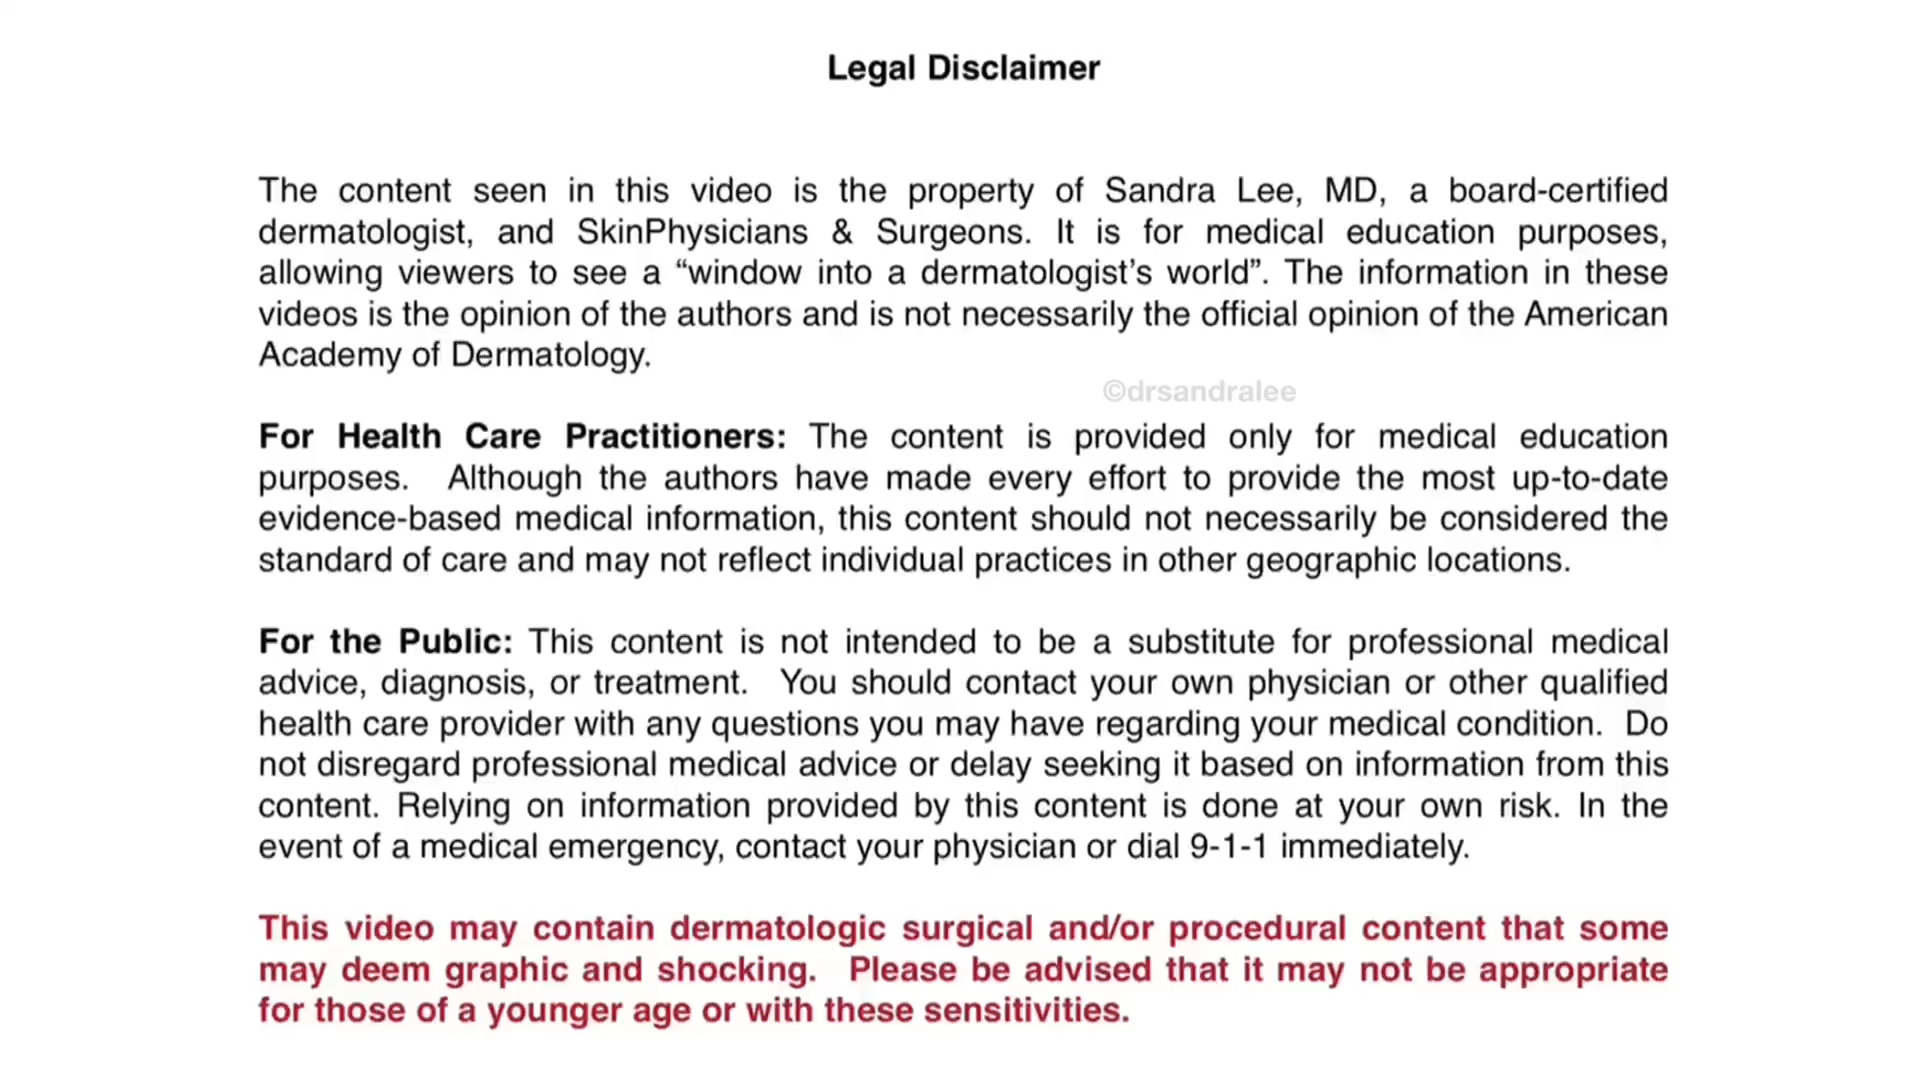 Legal Disclaimer
The content seen in this video is the property of Sandra Lee, MD, a board-certified
dermatologist, and SkinPhysicians & Surgeons. It is for medical education purposes,
allowing viewers to see a “window into a dermatologist’s world”. The information in these
videos is the opinion of the authors and is not necessarily the official opinion of the American
Academy of Dermatology.
©drsandralee
For Health Care Practitioners: The content is provided only for medical education
purposes. Although the authors have made every effort to provide the most up-to-date
evidence-based medical information, this content should not necessarily be considered the
standard of care and may not reflect individual practices in other geographic locations.
For the Public: This content is not intended to be a substitute for professional medical
advice, diagnosis, or treatment. You should contact your own physician or other qualified
health care provider with any questions you may have regarding your medical condition. Do
not disregard professional medical advice or delay seeking it based on information from this
content. Relying on information provided by this content is done at your own risk. In the
event of a medical emergency, contact your physician or dial 9-1-1 immediately.
This video may contain dermatologic surgical and/or procedural content that some
may deem graphic and shocking. Please be advised that it may not be appropriate
for those of a younger age or with these sensitivities.